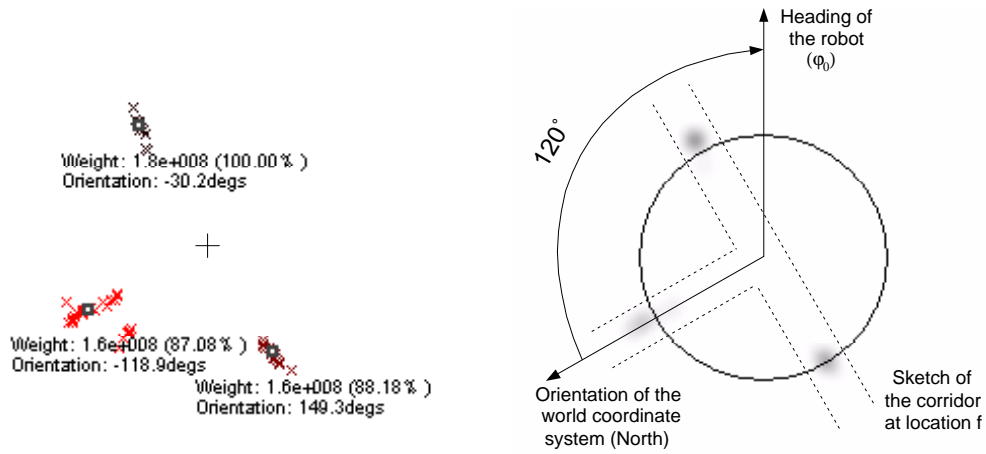 Weight: 1.8e+008 (100.00% )
Orientation: -30.2degs
Weight: 1.6e+008 (87.08% )
Orientation: -118.9degs
Weight: 1.6e+008 (88.18% )
Orientation: 149.3degs
Heading of
the robot
(φ₀)
120°
Orientation of the
world coordinate
system (North)
Sketch of
the corridor
at location f